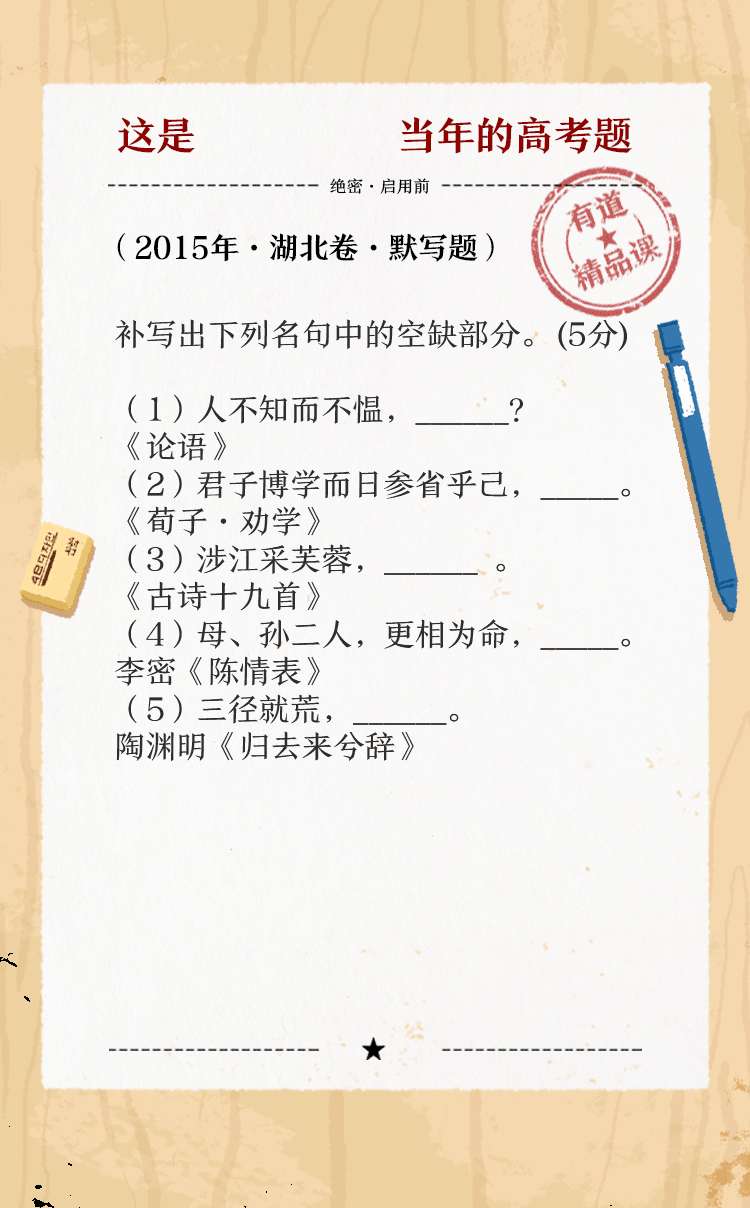 这是 当年的高考题
绝密·启用前
有道
精品课
（2015年·湖北卷·默写题）
补写出下列名句中的空缺部分。(5分)
（1）人不知而不愠，______?
《论语》
（2）君子博学而日参省乎己，_____。
《荀子·劝学》
（3）涉江采芙蓉，______ 。
《古诗十九首》
（4）母、孙二人，更相为命，_____。
李密《陈情表》
（5）三径就荒，______。
陶渊明《归去来兮辞》